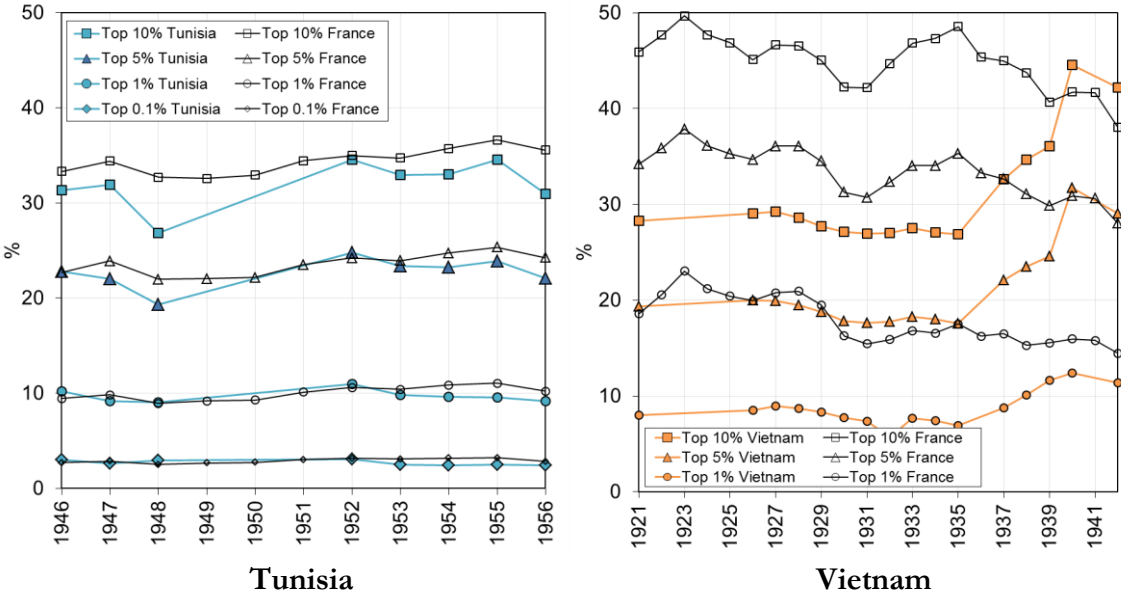 50
40
30
20
10
0
%
Top 10% Tunisia
Top 10% France
Top 5% Tunisia
Top 5% France
Top 1% Tunisia
Top 1% France
Top 0.1% Tunisia
Top 0.1% France
1946
1947
1948
1949
1950
1951
1952
1953
1954
1955
1956
Tunisia
50
40
30
20
10
0
%
Top 10% Vietnam
Top 10% France
Top 5% Vietnam
Top 5% France
Top 1% Vietnam
Top 1% France
1921
1923
1925
1927
1929
1931
1933
1935
1937
1939
1941
Vietnam